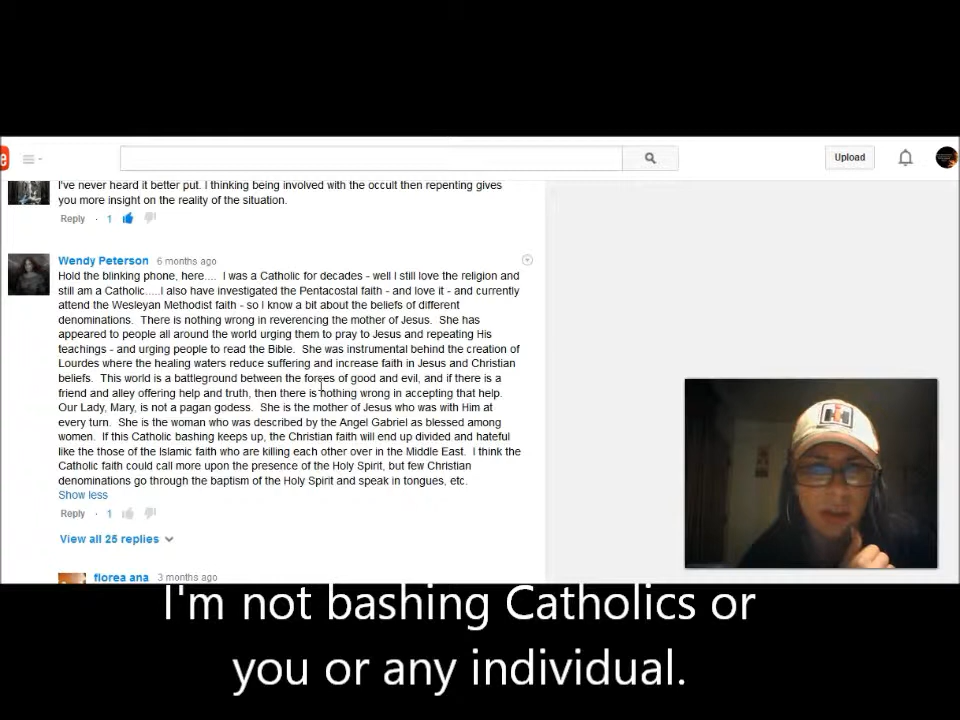 e
Upload
I've never heard it better put. I thinking being involved with the occult then repenting gives
you more insight on the reality of the situation.
Reply · 1
Wendy Peterson 6 months ago
Hold the blinking phone, here.... I was a Catholic for decades - well I still love the religion and
still am a Catholic.....I also have investigated the Pentacostal faith - and love it - and currently
attend the Wesleyan Methodist faith - so I know a bit about the beliefs of different
denominations. There is nothing wrong in reverencing the mother of Jesus. She has
appeared to people all around the world urging them to pray to Jesus and repeating His
teachings - and urging people to read the Bible. She was instrumental behind the creation of
Lourdes where the healing waters reduce suffering and increase faith in Jesus and Christian
beliefs. This world is a battleground between the forses of good and evil, and if there is a
friend and alley offering help and truth, then there is nothing wrong in accepting that help.
Our Lady, Mary, is not a pagan godess. She is the mother of Jesus who was with Him at
every turn. She is the woman who was described by the Angel Gabriel as blessed among
women. If this Catholic bashing keeps up, the Christian faith will end up divided and hateful
like the those of the Islamic faith who are killing each other over in the Middle East. I think the
Catholic faith could call more upon the presence of the Holy Spirit, but few Christian
denominations go through the baptism of the Holy Spirit and speak in tongues, etc.
Show less
Reply · 1
View all 25 replies
florea ana 3 months ago
I'm not bashing Catholics or
you or any individual.